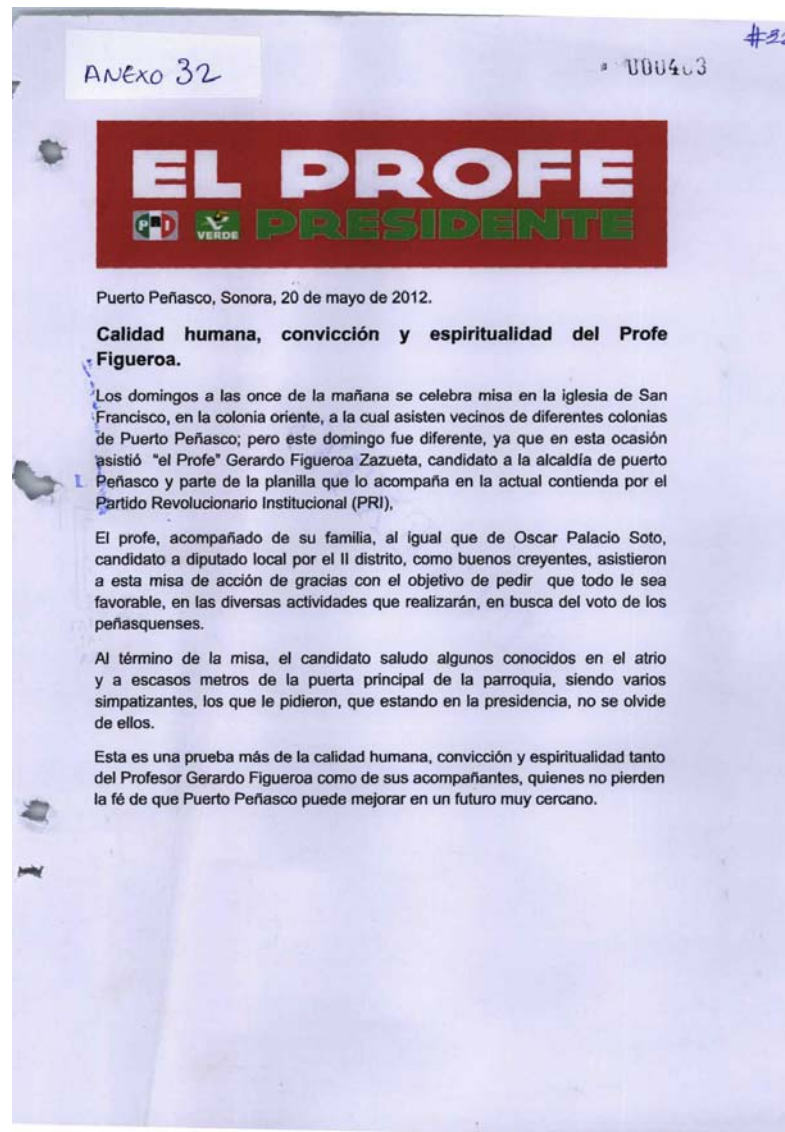 #32
ANEXO 32
EL PROFE
PRI VERDE PRESIDENTE
Puerto Peñasco, Sonora, 20 de mayo de 2012.
Calidad humana, convicción y espiritualidad del Profe
Figueroa.
Los domingos a las once de la mañana se celebra misa en la iglesia de San
Francisco, en la colonia oriente, a la cual asisten vecinos de diferentes colonias
de Puerto Peñasco; pero este domingo fue diferente, ya que en esta ocasión
asistió "el Profe" Gerardo Figueroa Zazueta, candidato a la alcaldía de puerto
Peñasco y parte de la planilla que lo acompaña en la actual contienda por el
Partido Revolucionario Institucional (PRI),
El profe, acompañado de su familia, al igual que de Oscar Palacio Soto,
candidato a diputado local por el II distrito, como buenos creyentes, asistieron
a esta misa de acción de gracias con el objetivo de pedir que todo le sea
favorable, en las diversas actividades que realizarán, en busca del voto de los
peñasquenses.
Al término de la misa, el candidato saludo algunos conocidos en el atrio
y a escasos metros de la puerta principal de la parroquia, siendo varios
simpatizantes, los que le pidieron, que estando en la presidencia, no se olvide
de ellos.
Esta es una prueba más de la calidad humana, convicción y espiritualidad tanto
del Profesor Gerardo Figueroa como de sus acompañantes, quienes no pierden
la fé de que Puerto Peñasco puede mejorar en un futuro muy cercano.